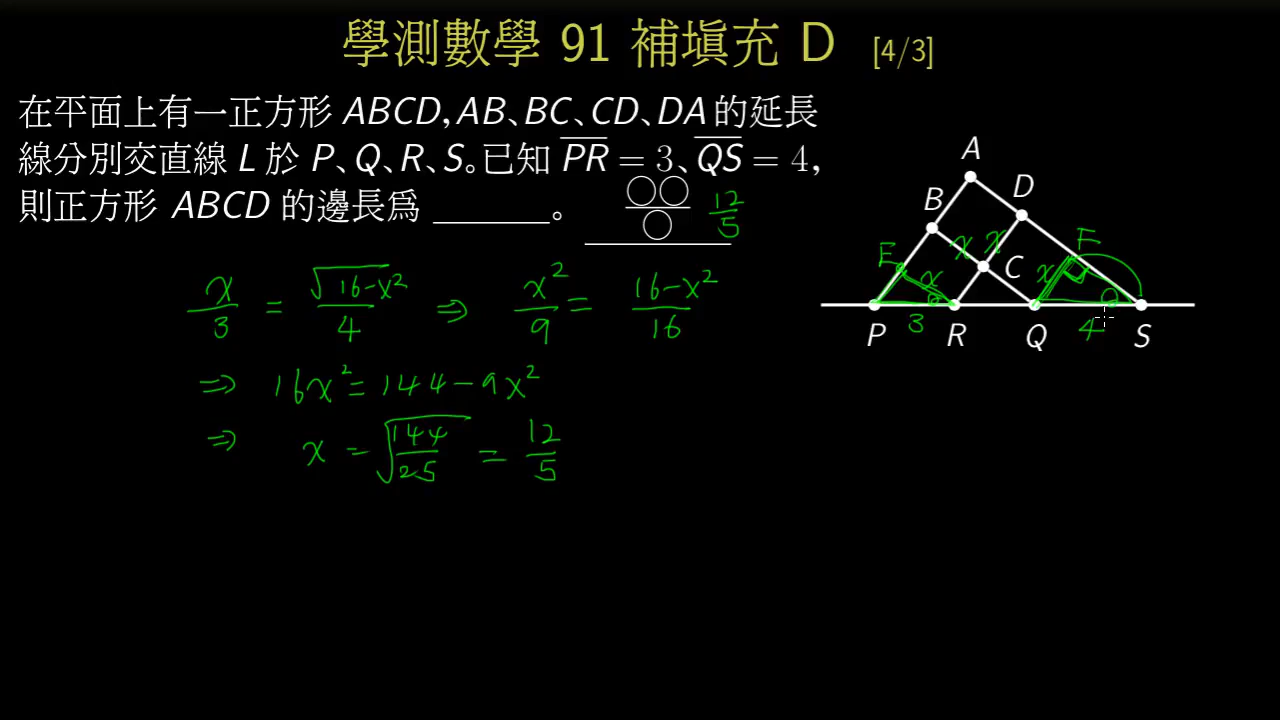 學測數學 91 補填充 D [4/3]
在平面上有一正方形 ABCD, AB、BC、CD、DA 的延長
線分別交直線 L 於 P、Q、R、S。已知 \overline{PR} = 3、\overline{QS} = 4,
則正方形 ABCD 的邊長為 ______。 ○○/○ 12/5
x/3 = √(16-x²)/4 ⇒ x²/9 = (16-x²)/16
⇒ 16x² = 144 - 9x²
⇒ x = √(144/25) = 12/5
A
B D
E x x C x F
x
P 3 R Q 4 S